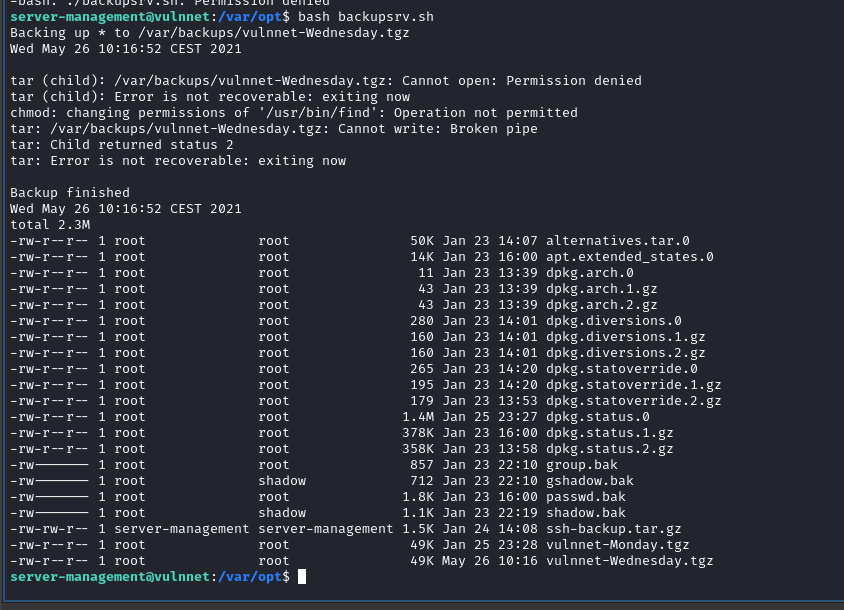 -bash: ./backupsrv.sh: Permission denied
server-management@vulnnet:/var/opt$ bash backupsrv.sh
Backing up * to /var/backups/vulnnet-Wednesday.tgz
Wed May 26 10:16:52 CEST 2021
tar (child): /var/backups/vulnnet-Wednesday.tgz: Cannot open: Permission denied
tar (child): Error is not recoverable: exiting now
chmod: changing permissions of '/usr/bin/find': Operation not permitted
tar: /var/backups/vulnnet-Wednesday.tgz: Cannot write: Broken pipe
tar: Child returned status 2
tar: Error is not recoverable: exiting now
Backup finished
Wed May 26 10:16:52 CEST 2021
total 2.3M
-rw-r--r-- 1 root root 50K Jan 23 14:07 alternatives.tar.0
-rw-r--r-- 1 root root 14K Jan 23 16:00 apt.extended_states.0
-rw-r--r-- 1 root root 11 Jan 23 13:39 dpkg.arch.0
-rw-r--r-- 1 root root 43 Jan 23 13:39 dpkg.arch.1.gz
-rw-r--r-- 1 root root 43 Jan 23 13:39 dpkg.arch.2.gz
-rw-r--r-- 1 root root 280 Jan 23 14:01 dpkg.diversions.0
-rw-r--r-- 1 root root 160 Jan 23 14:01 dpkg.diversions.1.gz
-rw-r--r-- 1 root root 160 Jan 23 14:01 dpkg.diversions.2.gz
-rw-r--r-- 1 root root 265 Jan 23 14:20 dpkg.statoverride.0
-rw-r--r-- 1 root root 195 Jan 23 14:20 dpkg.statoverride.1.gz
-rw-r--r-- 1 root root 179 Jan 23 13:53 dpkg.statoverride.2.gz
-rw-r--r-- 1 root root 1.4M Jan 25 23:27 dpkg.status.0
-rw-r--r-- 1 root root 378K Jan 23 16:00 dpkg.status.1.gz
-rw-r--r-- 1 root root 358K Jan 23 13:58 dpkg.status.2.gz
-rw------- 1 root root 857 Jan 23 22:10 group.bak
-rw------- 1 root shadow 712 Jan 23 22:10 gshadow.bak
-rw------- 1 root root 1.8K Jan 23 16:00 passwd.bak
-rw------- 1 root shadow 1.1K Jan 23 22:19 shadow.bak
-rw-rw-r-- 1 server-management server-management 1.5K Jan 24 14:08 ssh-backup.tar.gz
-rw-r--r-- 1 root root 49K Jan 25 23:28 vulnnet-Monday.tgz
-rw-r--r-- 1 root root 49K May 26 10:16 vulnnet-Wednesday.tgz
server-management@vulnnet:/var/opt$